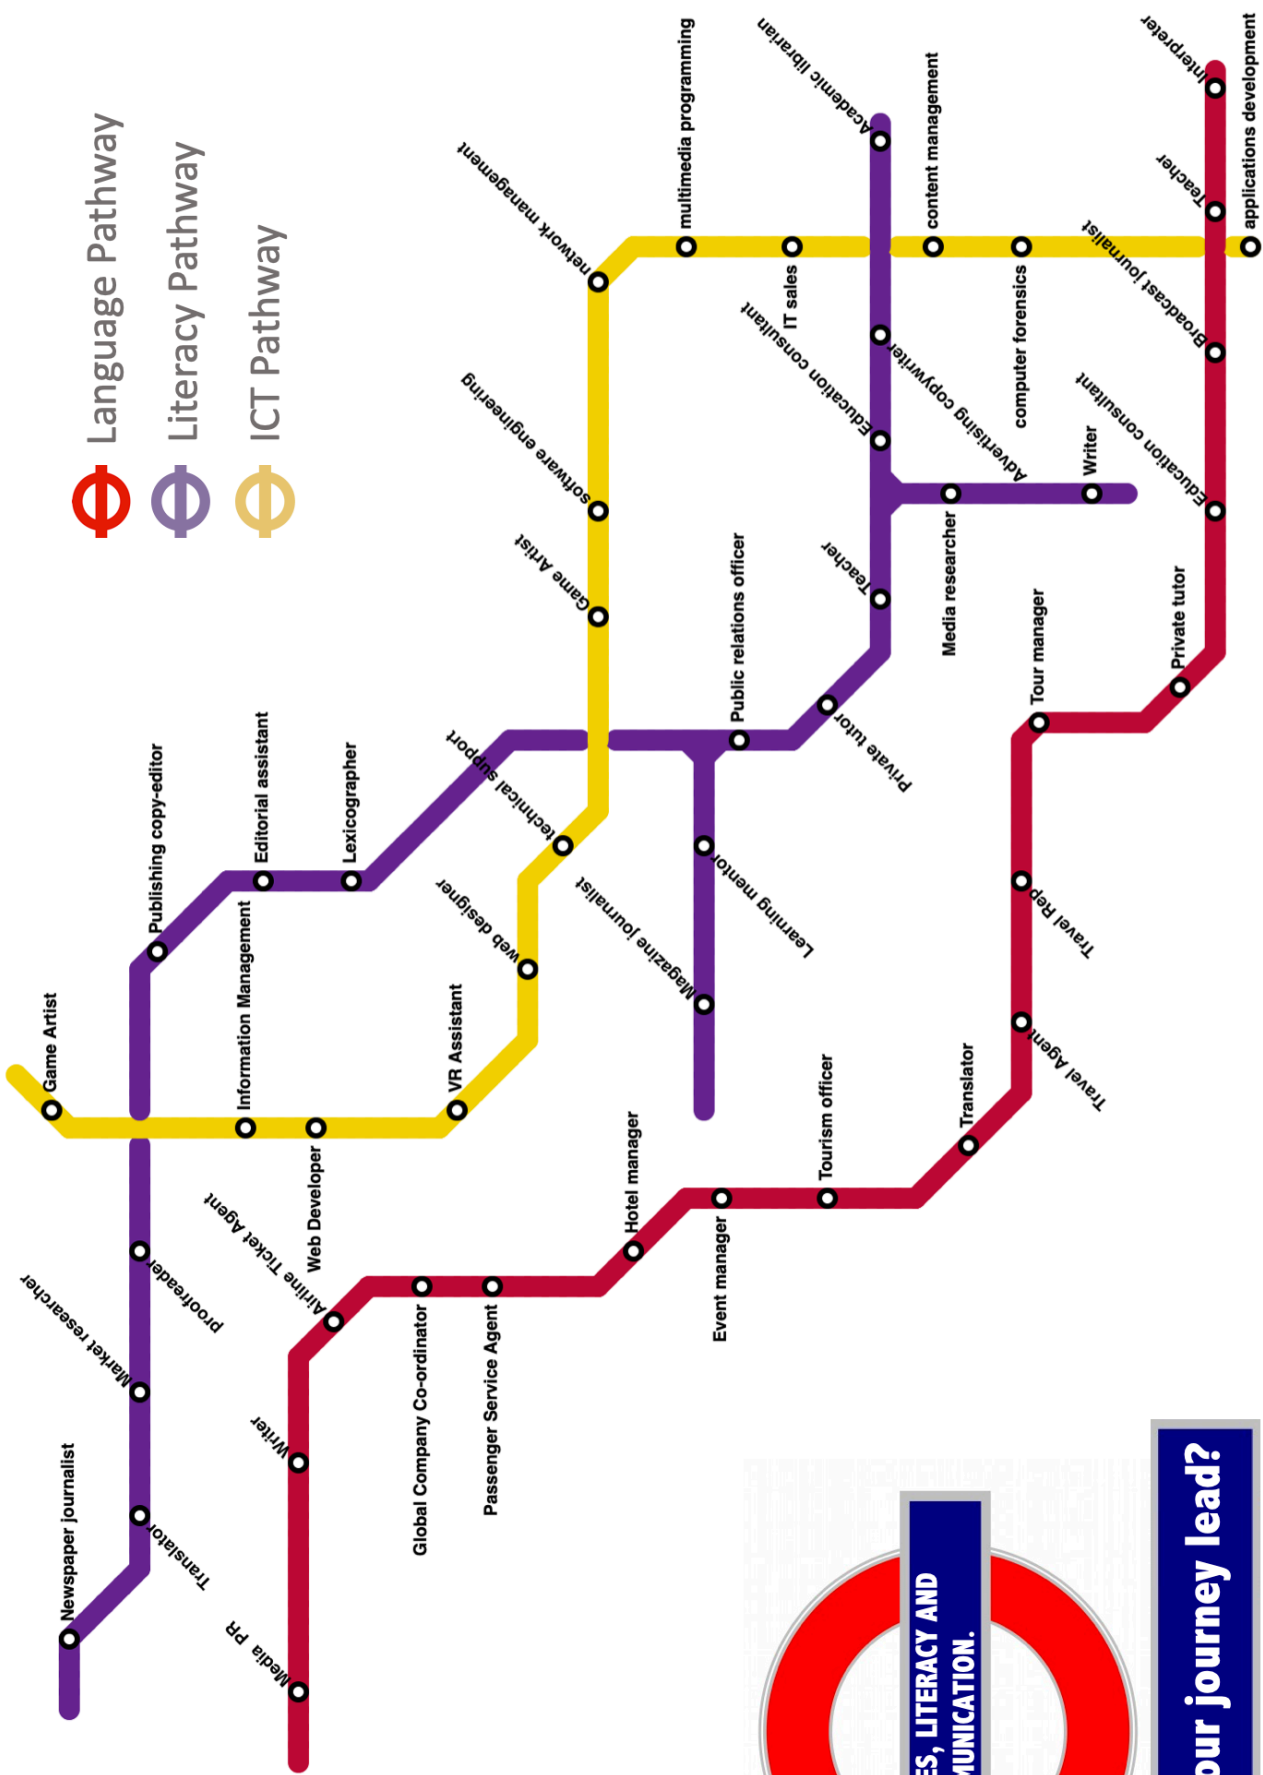 Language Pathway
Literacy Pathway
ICT Pathway
Newspaper journalist
Translator
Market researcher
proofreader
Publishing copy-editor
Editorial assistant
Lexicographer
Game Artist
Information Management
Web Developer
VR Assistant
web designer
technical support
Game Artist
software engineering
network management
multimedia programming
IT sales
content management
computer forensics
applications development
Media PR
Writer
Airline Ticket Agent
Global Company Co-ordinator
Passenger Service Agent
Hotel manager
Event manager
Tourism officer
Translator
Travel Agent
Travel Rep
Tour manager
Private tutor
Education consultant
Broadcast journalist
Teacher
Interpreter
Magazine journalist
Learning mentor
Public relations officer
Private tutor
Teacher
Media researcher
Writer
Education consultant
Advertising copywriter
Academic librarian
ES, LITERACY AND
MUNICATION.
our journey lead?